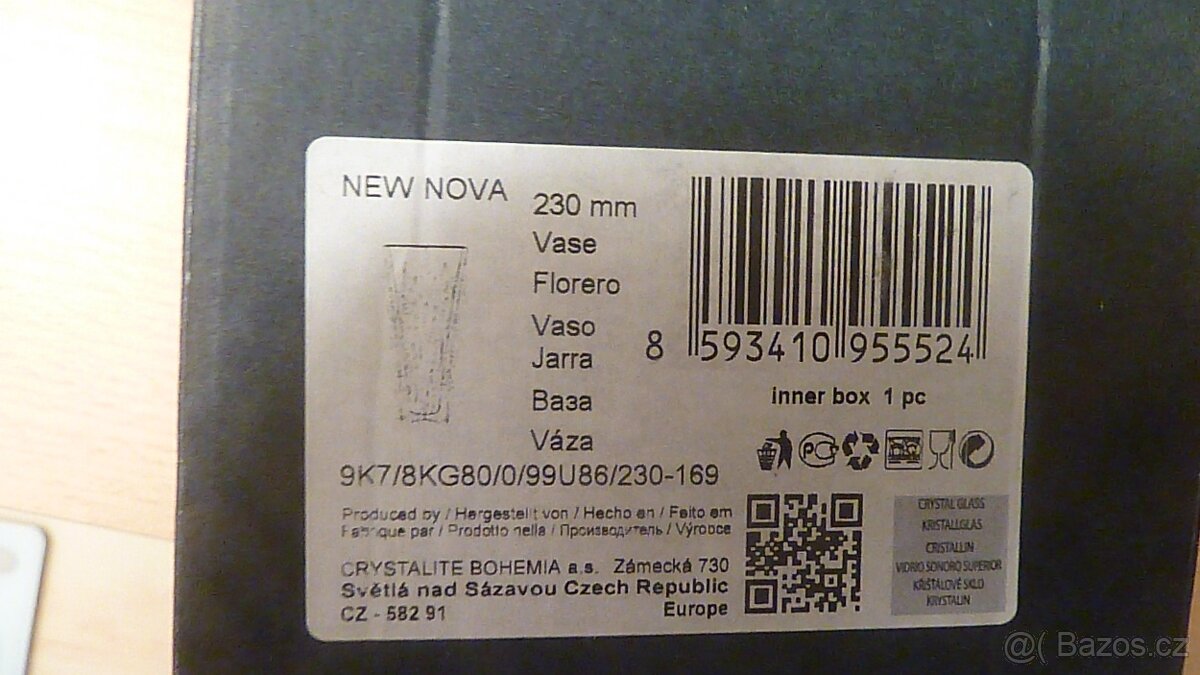 NEW NOVA
230 mm
Vase
Florero
Vaso
Jarra
Ваза
Váza
8 593410 955524
inner box 1 pc
9K7/8KG80/0/99U86/230-169
Produced by / Hergestellt von / Hecho en / Feito em
Fabrique par / Prodotto nella / Производитель / Výrobce
CRYSTALITE BOHEMIA a.s. Zámecká 730
Světlá nad Sázavou Czech Republic
CZ - 582 91 Europe
CRYSTAL GLASS
KRISTALLGLAS
CRISTALLIN
VIDRIO SONORO SUPERIOR
KŘIŠŤÁLOVÉ SKLO
KRYSTALIN
@( Bazos.cz